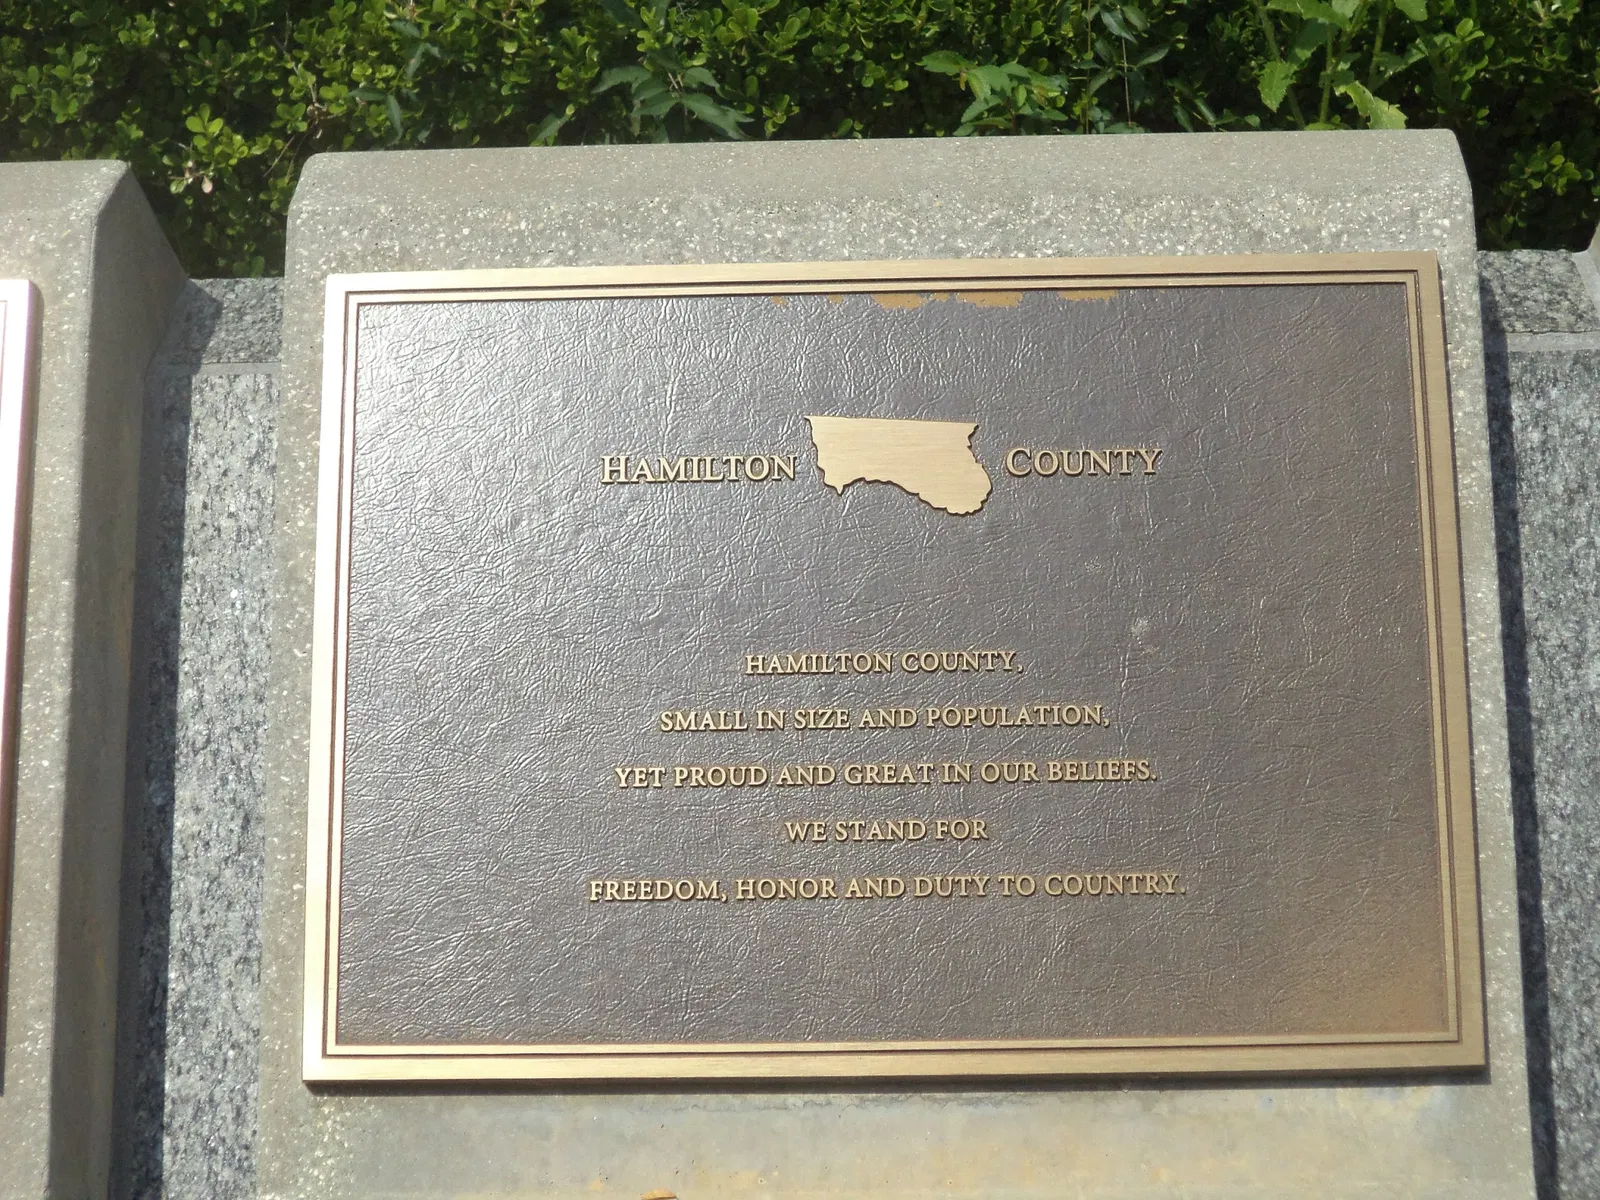 HAMILTON COUNTY
HAMILTON COUNTY,
SMALL IN SIZE AND POPULATION,
YET PROUD AND GREAT IN OUR BELIEFS.
WE STAND FOR
FREEDOM, HONOR AND DUTY TO COUNTRY.